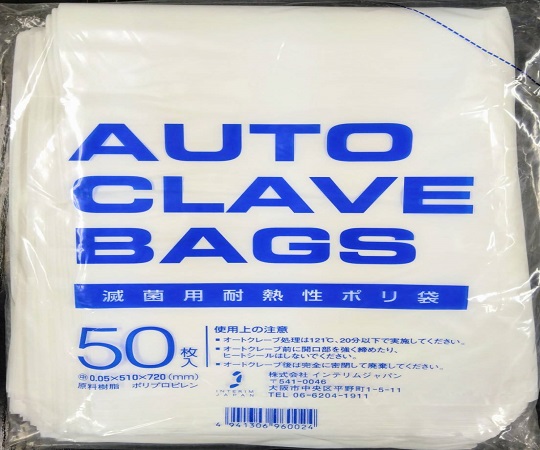 AUTO
CLAVE
BAGS
滅菌用耐熱性ポリ袋
50枚入
㊥0.05×510×720(mm)
原料樹脂 ポリプロピレン
使用上の注意
■ オートクレーブ処理は121℃、20分以下で実施してください。
■ オートクレーブ前に開口部を強く締めたり、
ヒートシールはしないでください。
■ オートクレーブ後は完全に密閉して廃棄してください。
INTERIM
JAPAN
株式会社 インテリムジャパン
〒541-0046
大阪市中央区平野町1-5-11
TEL 06-6204-1911
4 941306 960024